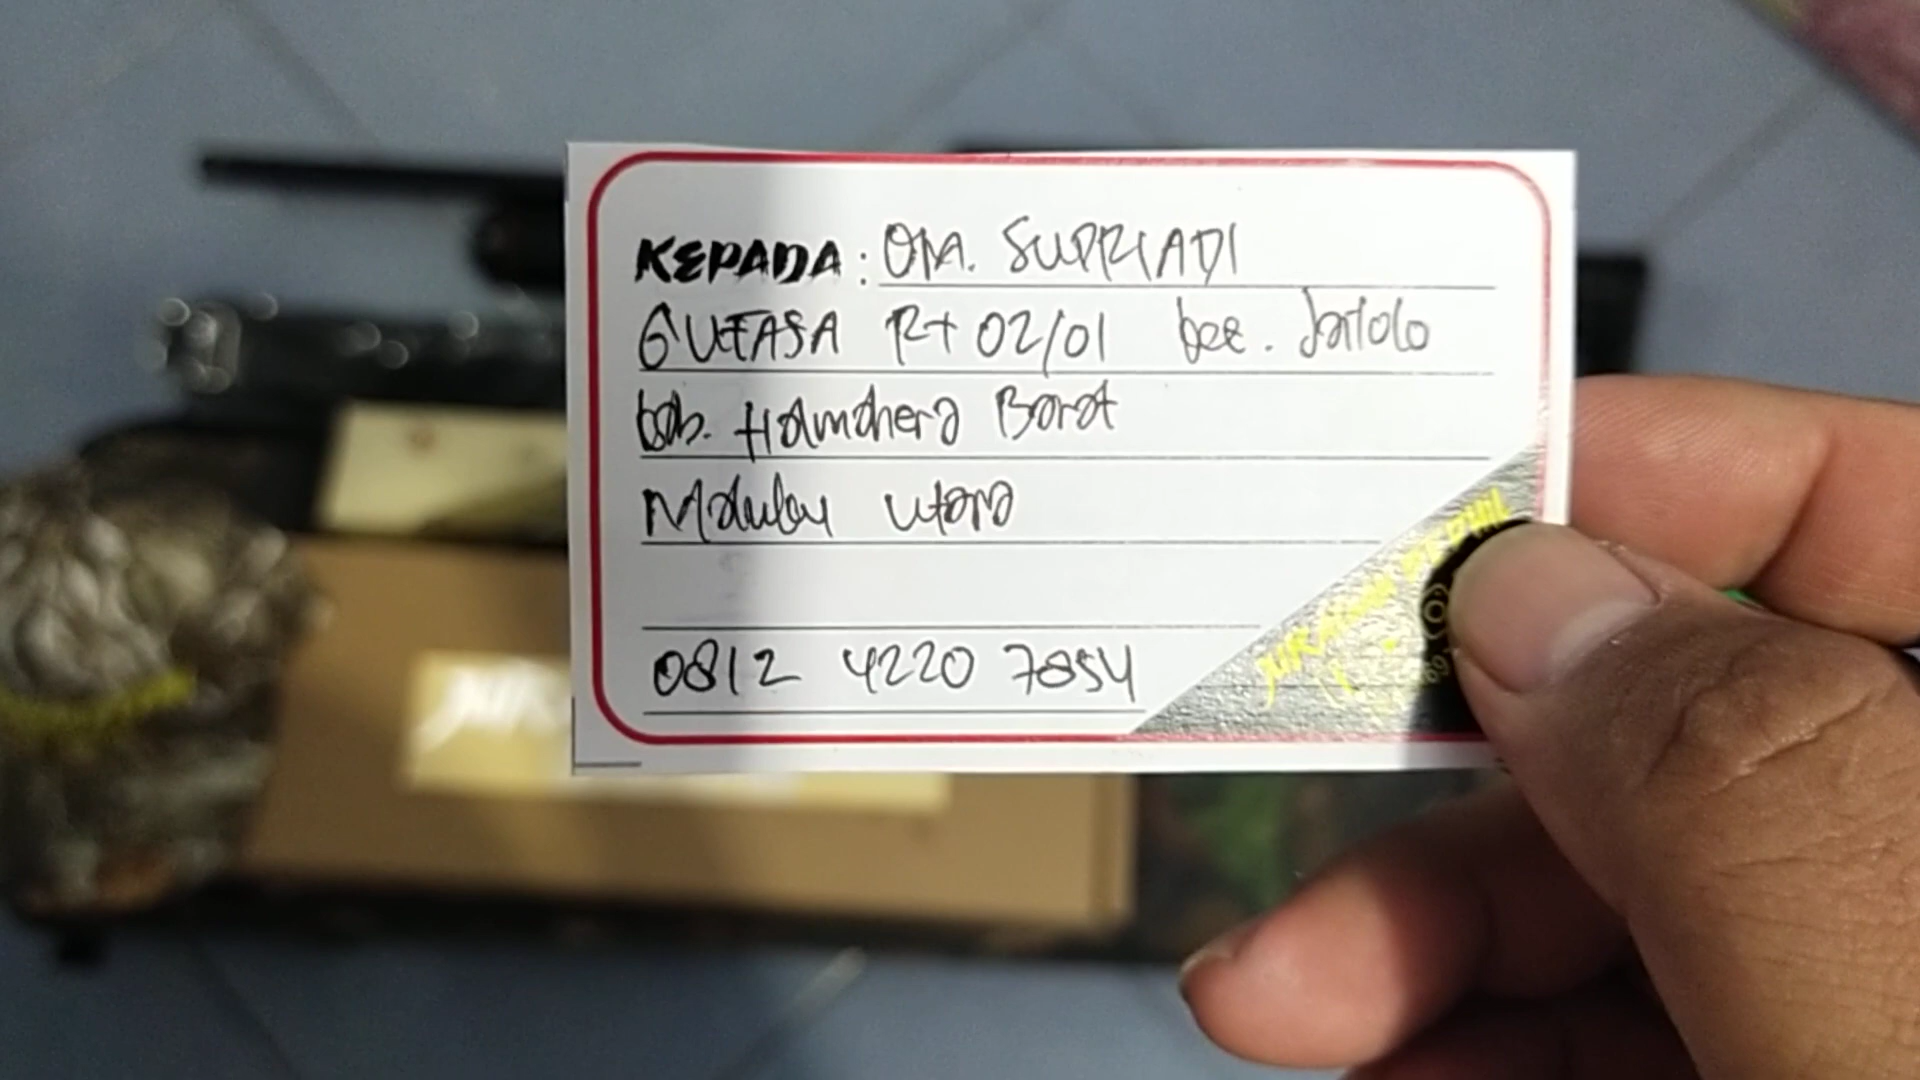 KEPADA : OM. SUPRIADI
GUFASA Rt 02/01 kec. Jailolo
kab. Halmahera Barat
Maluku Utara
0812 4220 7854